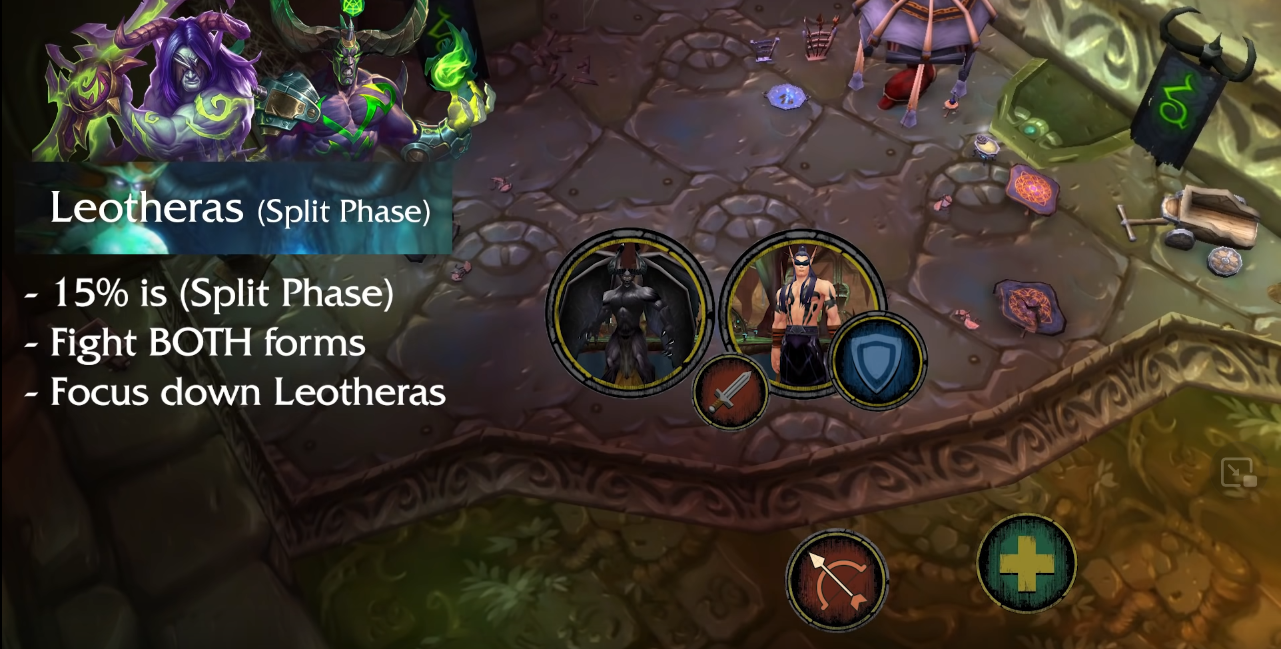 Leotheras (Split Phase)
- 15% is (Split Phase)
- Fight BOTH forms
- Focus down Leotheras